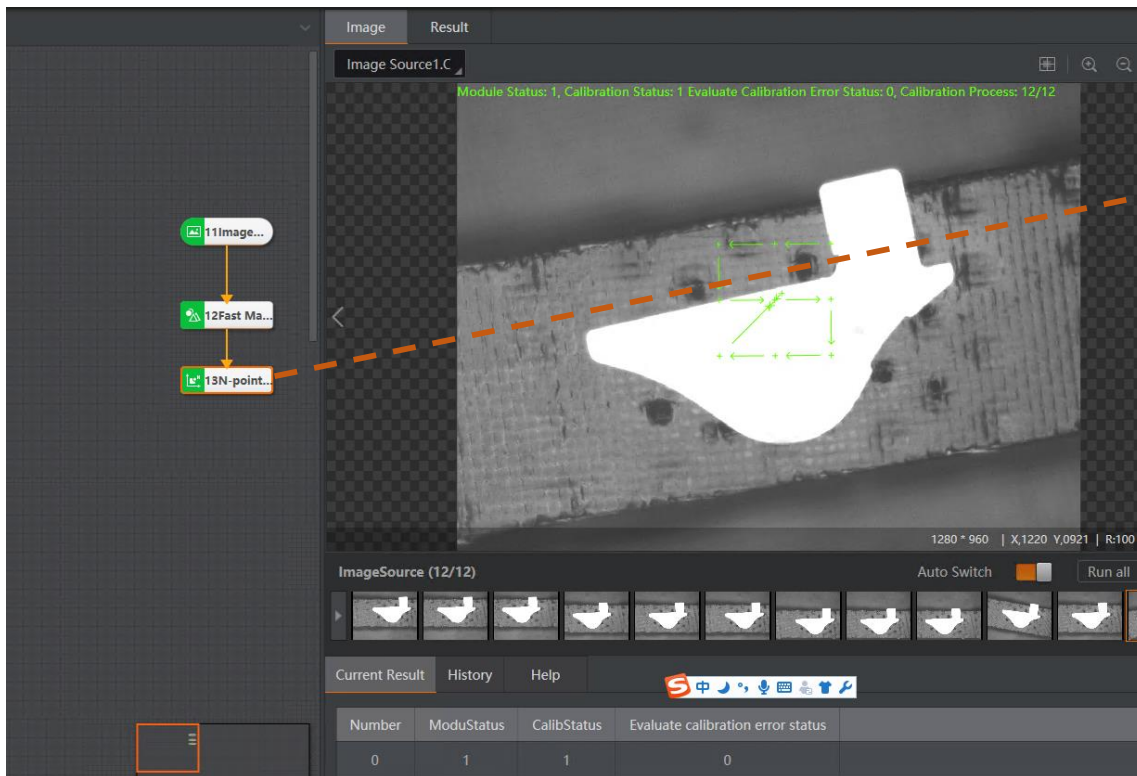 Image Result
Image Source1.C
Module Status: 1, Calibration Status: 1 Evaluate Calibration Error Status: 0, Calibration Process: 12/12
11Image...
12Fast Ma...
13N-point...
1280 * 960 | X,1220 Y,0921 | R:100
ImageSource (12/12) Auto Switch Run all
Current Result History Help
中
Number ModuStatus CalibStatus Evaluate calibration error status
0 1 1 0